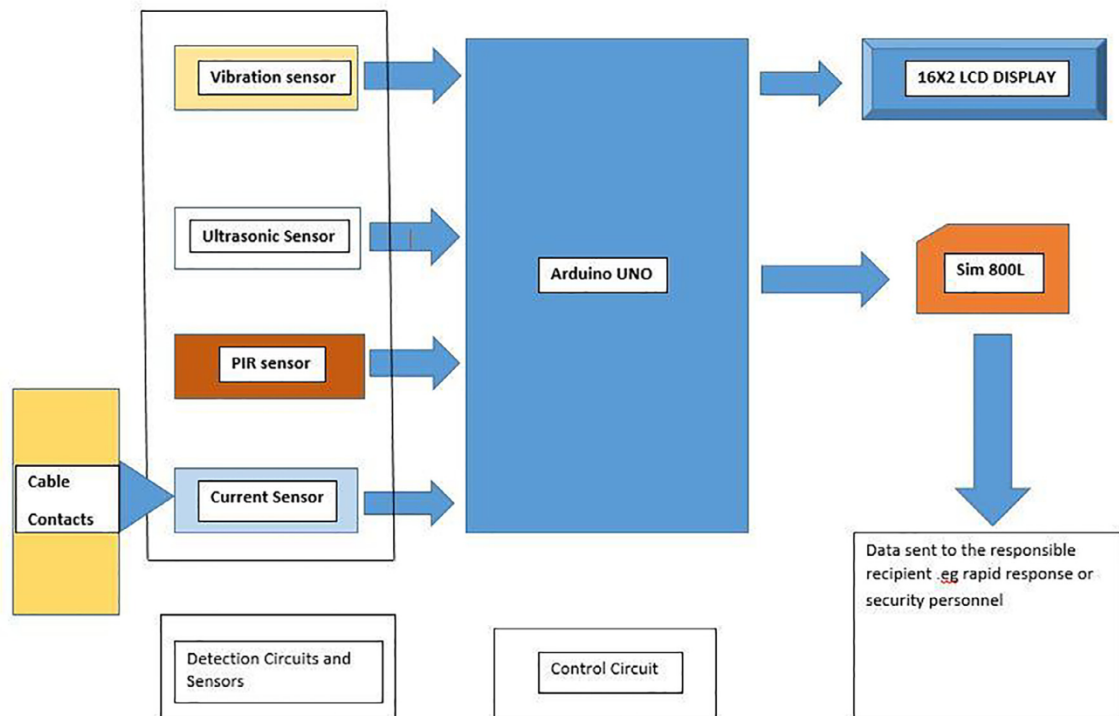 Vibration sensor
16X2 LCD DISPLAY
Ultrasonic Sensor
Arduino UNO
Sim 800L
PIR sensor
Cable
Contacts
Current Sensor
Data sent to the responsible
recipient .eg rapid response or
security personnel
Detection Circuits and
Sensors
Control Circuit